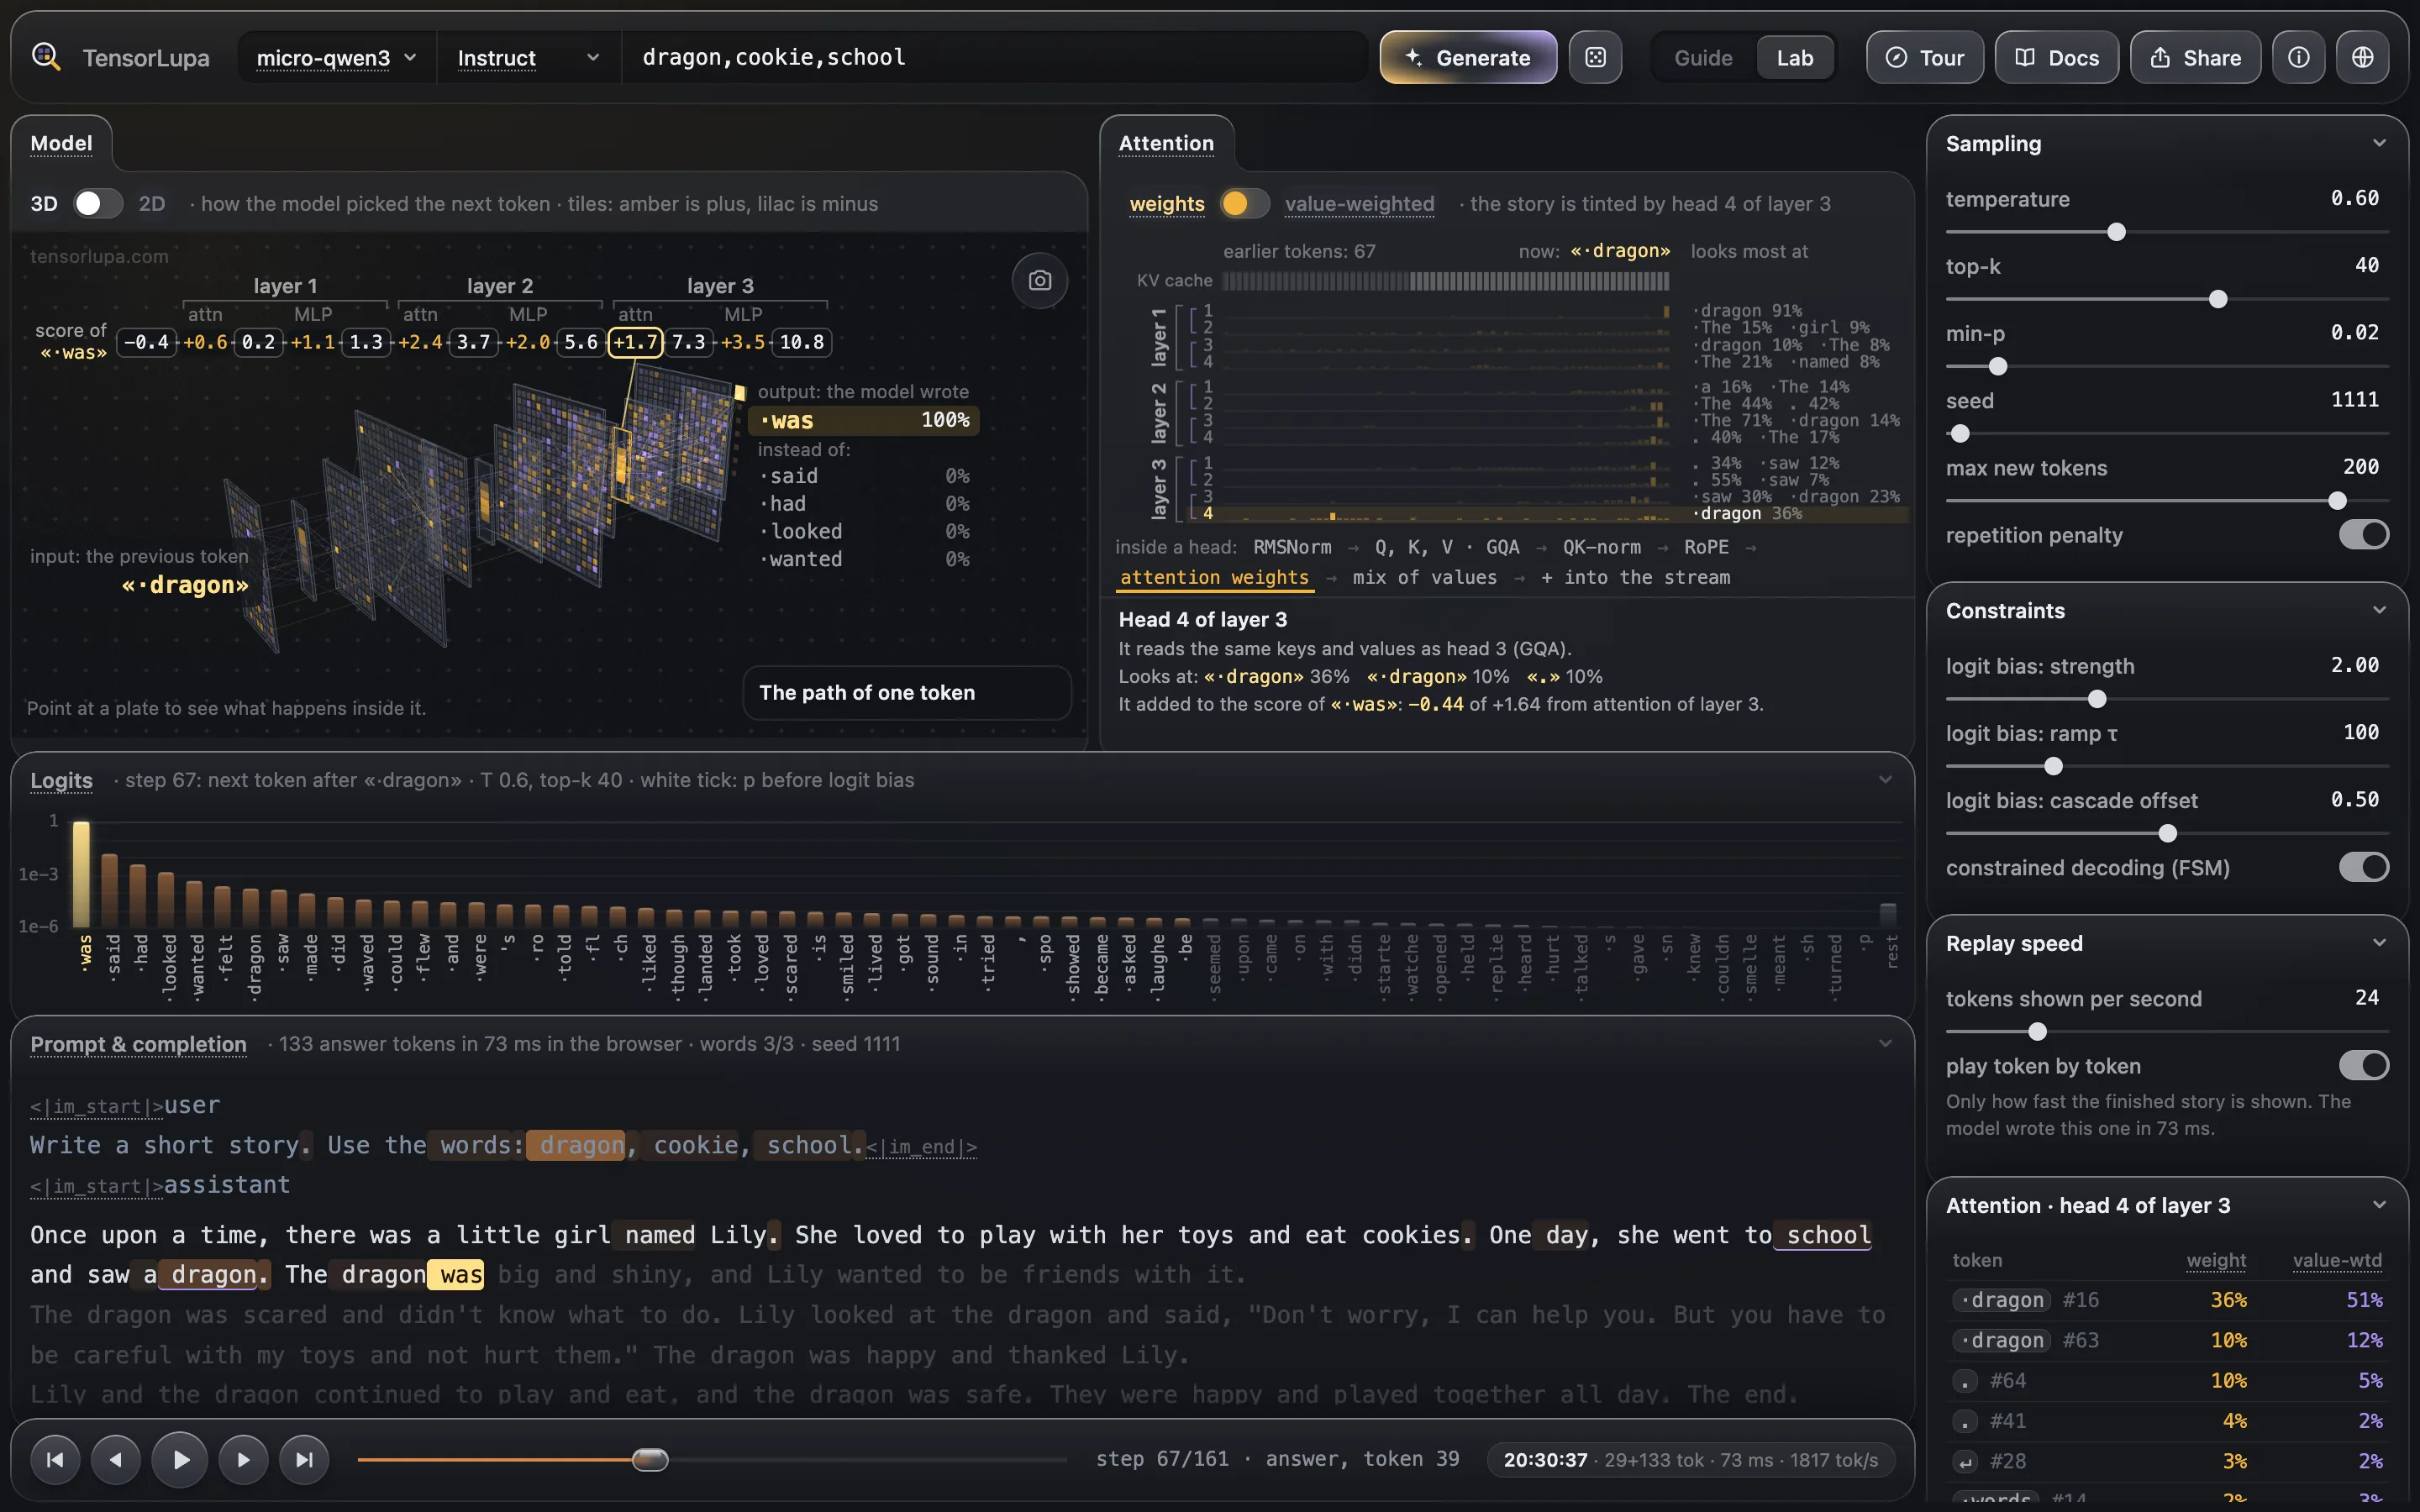 TensorLupa micro-qwen3 Instruct dragon,cookie,school Generate Guide Lab Tour Docs Share
Model
3D 2D · how the model picked the next token · tiles: amber is plus, lilac is minus
tensorlupa.com
layer 1 layer 2 layer 3
attn MLP attn MLP attn MLP
score of
«·was» −0.4 +0.6 0.2 +1.1 1.3 +2.4 3.7 +2.0 5.6 +1.7 7.3 +3.5 10.8
output: the model wrote
·was 100%
instead of:
·said 0%
·had 0%
·looked 0%
·wanted 0%
input: the previous token
«·dragon»
The path of one token
Point at a plate to see what happens inside it.
Attention
weights value-weighted · the story is tinted by head 4 of layer 3
earlier tokens: 67 now: «·dragon» looks most at
KV cache
layer 1
1 ·dragon 91%
2 ·The 15% ·girl 9%
3 ·dragon 10% ·The 8%
4 ·The 21% ·named 8%
layer 2
1 ·a 16% ·The 14%
2 ·The 44% . 42%
3 ·The 71% ·dragon 14%
4 . 40% ·The 17%
layer 3
1 . 34% ·saw 12%
2 . 55% ·saw 7%
3 ·saw 30% ·dragon 23%
4 ·dragon 36%
inside a head: RMSNorm → Q, K, V · GQA → QK-norm → RoPE →
attention weights → mix of values → + into the stream
Head 4 of layer 3
It reads the same keys and values as head 3 (GQA).
Looks at: «·dragon» 36% «·dragon» 10% «.» 10%
It added to the score of «·was»: −0.44 of +1.64 from attention of layer 3.
Logits · step 67: next token after «·dragon» · T 0.6, top-k 40 · white tick: p before logit bias
1
1e−3
1e−6
·was ·said ·had ·looked ·wanted ·felt ·dragon ·saw ·made ·did ·waved ·could ·flew ·and ·were 's ·ro ·told ·fl ·ch ·liked ·though ·landed ·took ·loved ·scared ·is ·smiled ·lived ·got ·sound ·in ·tried , ·spo ·showed ·became ·asked ·laughe ·be ·seemed ·upon ·came ·on ·with ·didn ·starte ·watche ·opened ·held ·replie ·heard ·hurt ·talked ·s ·gave ·sn ·knew ·couldn ·smelle ·meant ·sh ·turned ·p rest
Prompt & completion · 133 answer tokens in 73 ms in the browser · words 3/3 · seed 1111
<|im_start|>user
Write a short story. Use the words: dragon, cookie, school.<|im_end|>
<|im_start|>assistant
Once upon a time, there was a little girl named Lily. She loved to play with her toys and eat cookies. One day, she went to school
and saw a dragon. The dragon was big and shiny, and Lily wanted to be friends with it.
The dragon was scared and didn't know what to do. Lily looked at the dragon and said, "Don't worry, I can help you. But you have to
be careful with my toys and not hurt them." The dragon was happy and thanked Lily.
Lily and the dragon continued to play and eat, and the dragon was safe. They were happy and played together all day. The end.
step 67/161 · answer, token 39 20:30:37 · 29+133 tok · 73 ms · 1817 tok/s
Sampling
temperature 0.60
top-k 40
min-p 0.02
seed 1111
max new tokens 200
repetition penalty
Constraints
logit bias: strength 2.00
logit bias: ramp τ 100
logit bias: cascade offset 0.50
constrained decoding (FSM)
Replay speed
tokens shown per second 24
play token by token
Only how fast the finished story is shown. The
model wrote this one in 73 ms.
Attention · head 4 of layer 3
token weight value-wtd
·dragon #16 36% 51%
·dragon #63 10% 12%
. #64 10% 5%
. #41 4% 2%
↵ #28 3% 2%
·words #14 2% 3%